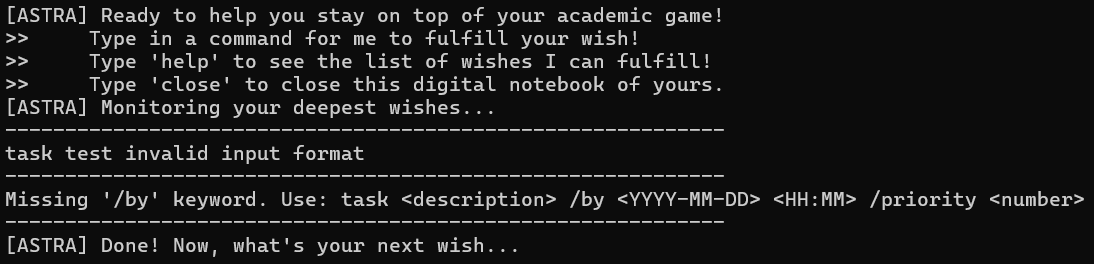 [ASTRA] Ready to help you stay on top of your academic game!
>>     Type in a command for me to fulfill your wish!
>>     Type 'help' to see the list of wishes I can fulfill!
>>     Type 'close' to close this digital notebook of yours.
[ASTRA] Monitoring your deepest wishes...
------------------------------------------------------------
task test invalid input format
------------------------------------------------------------
Missing '/by' keyword. Use: task <description> /by <YYYY-MM-DD> <HH:MM> /priority <number>
------------------------------------------------------------
[ASTRA] Done! Now, what's your next wish...